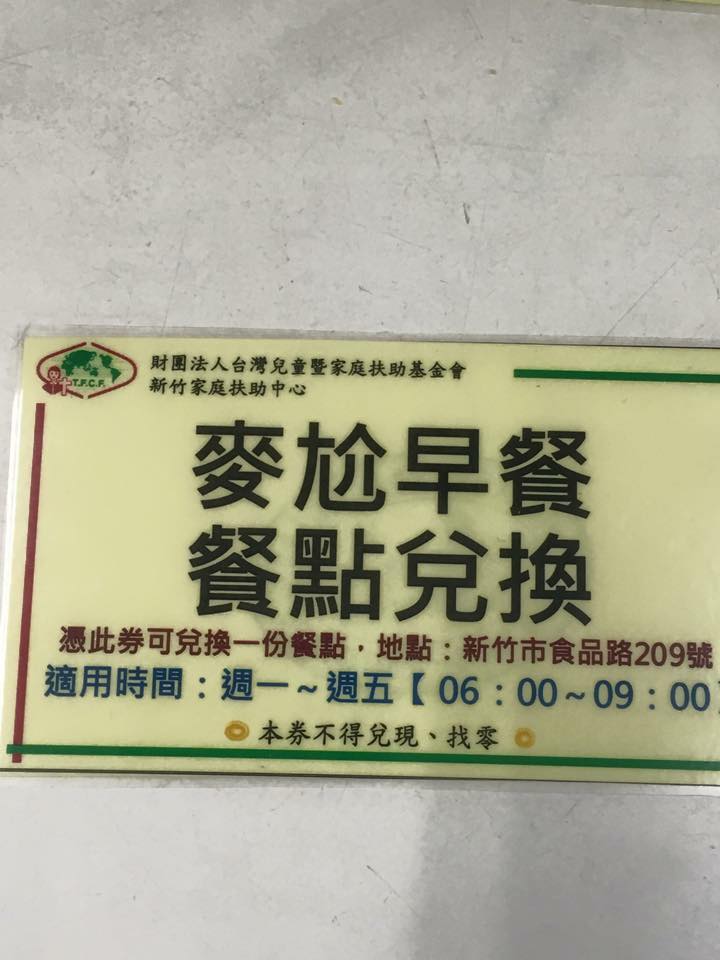 T.F.C.F.
財團法人台灣兒童暨家庭扶助基金會
新竹家庭扶助中心
麥尬早餐
餐點兌換
憑此券可兌換一份餐點，地點：新竹市食品路209號
適用時間：週一～週五【 06：00～09：00】
本券不得兌現、找零